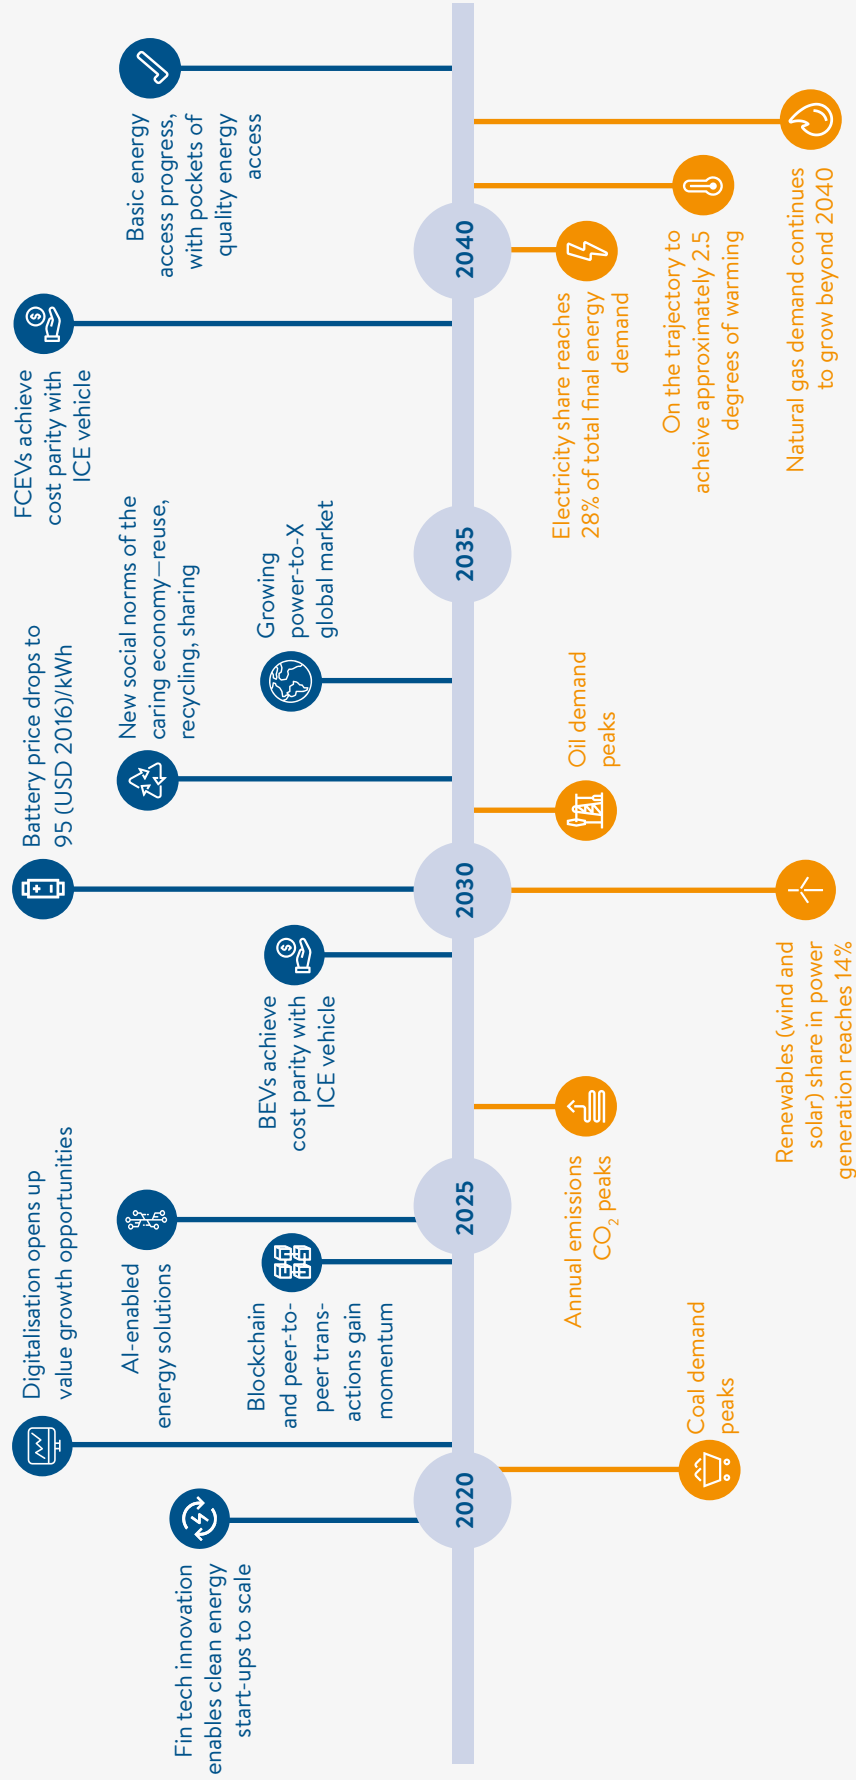 Fin tech innovation
enables clean energy
start-ups to scale
Digitalisation opens up
value growth opportunities
AI-enabled
energy solutions
Blockchain
and peer-to-
peer trans-
actions gain
momentum
BEVs achieve
cost parity with
ICE vehicle
Battery price drops to
95 (USD 2016)/kWh
New social norms of the
caring economy—reuse,
recycling, sharing
Growing
power-to-X
global market
FCEVs achieve
cost parity with
ICE vehicle
Basic energy
access progress,
with pockets of
quality energy
access
2020
2025
2030
2035
2040
Coal demand
peaks
Annual emissions
CO₂ peaks
Renewables (wind and
solar) share in power
generation reaches 14%
Oil demand
peaks
Electricity share reaches
28% of total final energy
demand
On the trajectory to
acheive approximately 2.5
degrees of warming
Natural gas demand continues
to grow beyond 2040